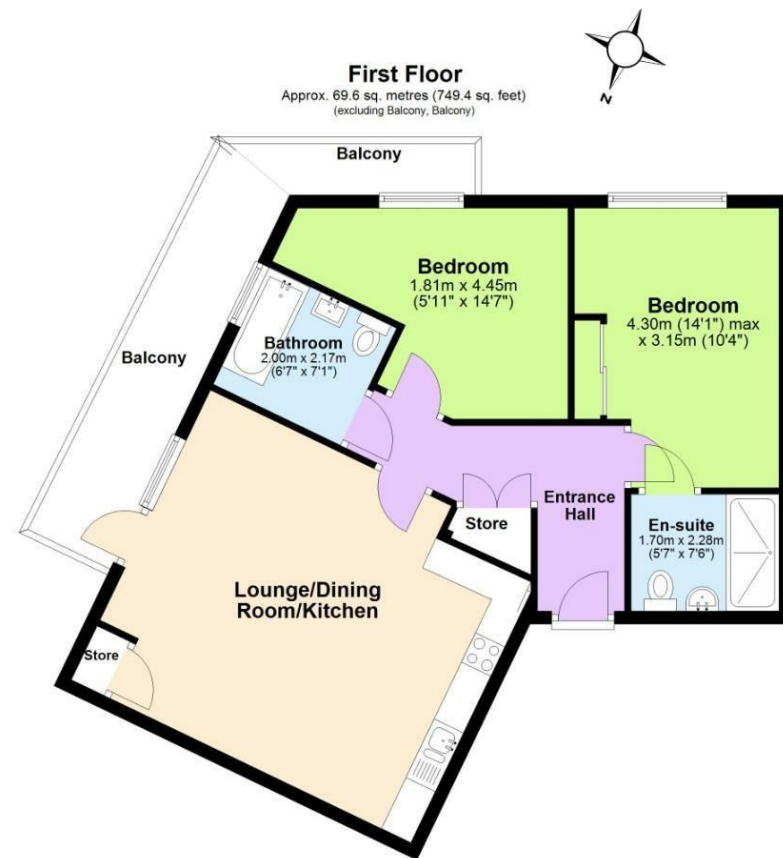 First Floor
Approx. 69.6 sq. metres (749.4 sq. feet)
(excluding Balcony, Balcony)
N
Balcony
Bedroom
1.81m x 4.45m
(5'11" x 14'7")
Bedroom
4.30m (14'1") max
x 3.15m (10'4")
Bathroom
2.00m x 2.17m
(6'7" x 7'1")
Balcony
Entrance
Hall
Store
En-suite
1.70m x 2.28m
(5'7" x 7'6")
Lounge/Dining
Room/Kitchen
Store